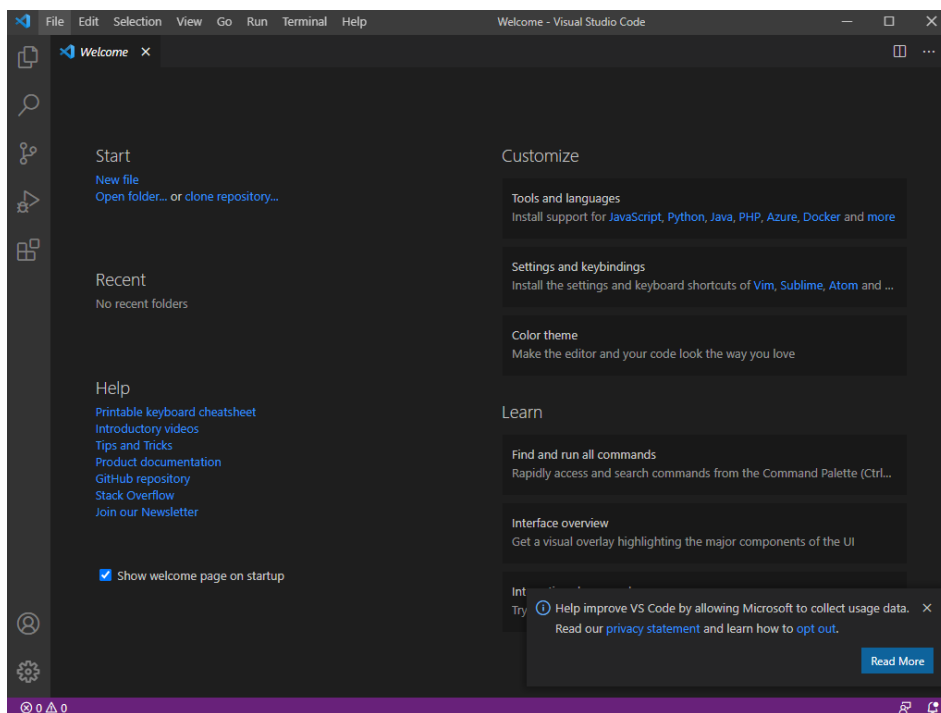 File Edit Selection View Go Run Terminal Help Welcome - Visual Studio Code
Welcome
Start
New file
Open folder... or clone repository...
Recent
No recent folders
Help
Printable keyboard cheatsheet
Introductory videos
Tips and Tricks
Product documentation
GitHub repository
Stack Overflow
Join our Newsletter
Show welcome page on startup
Customize
Tools and languages
Install support for JavaScript, Python, Java, PHP, Azure, Docker and more
Settings and keybindings
Install the settings and keyboard shortcuts of Vim, Sublime, Atom and ...
Color theme
Make the editor and your code look the way you love
Learn
Find and run all commands
Rapidly access and search commands from the Command Palette (Ctrl...
Interface overview
Get a visual overlay highlighting the major components of the UI
Try
Help improve VS Code by allowing Microsoft to collect usage data.
Read our privacy statement and learn how to opt out.
Read More
0 0